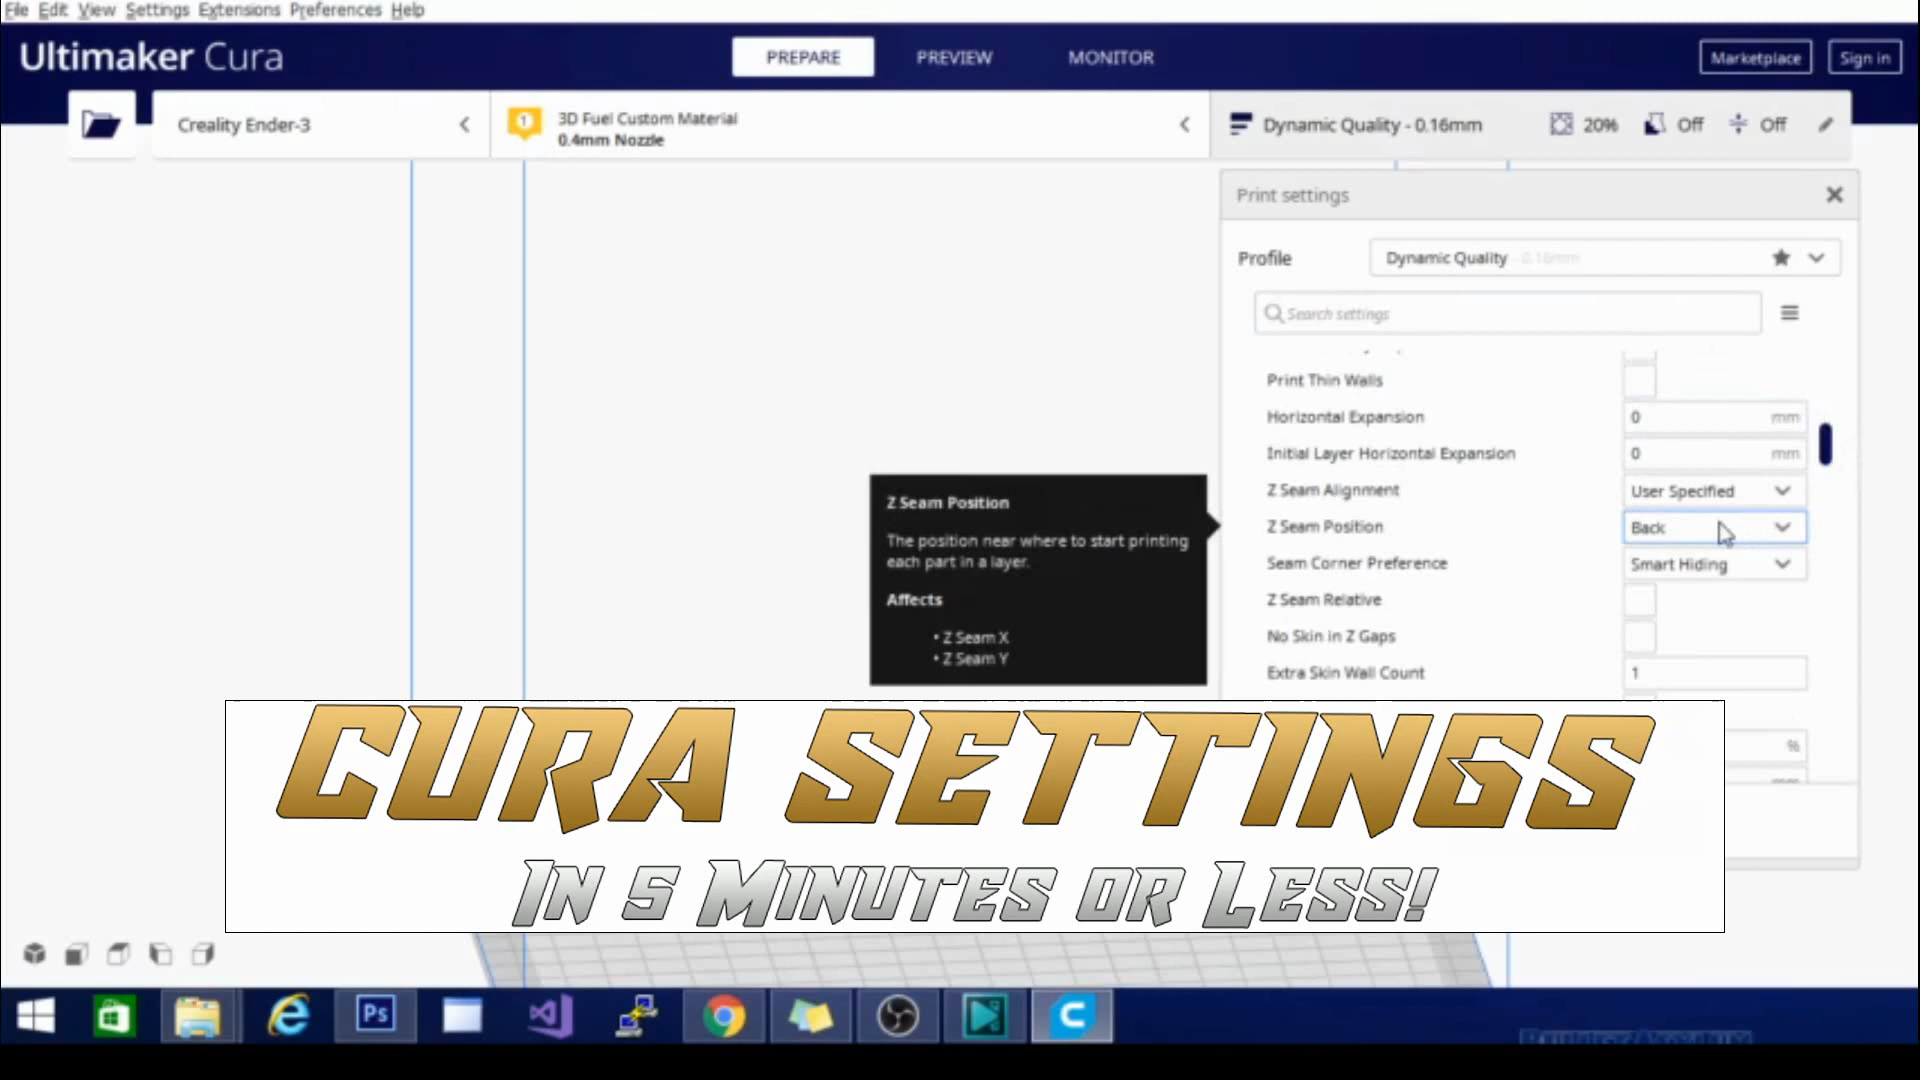 File Edit View Settings Extensions Preferences Help
Ultimaker Cura
PREPARE
PREVIEW
MONITOR
Marketplace
Sign in
Creality Ender-3
1
3D Fuel Custom Material
0.4mm Nozzle
Dynamic Quality - 0.16mm
20%
Off
Off
Print settings
Profile
Dynamic Quality - 0.16mm
Search settings
Print Thin Walls
Horizontal Expansion 0 mm
Initial Layer Horizontal Expansion 0 mm
Z Seam Alignment User Specified
Z Seam Position Back
Seam Corner Preference Smart Hiding
Z Seam Relative
No Skin in Z Gaps
Extra Skin Wall Count 1
%
Z Seam Position
The position near where to start printing
each part in a layer.
Affects
• Z Seam X
• Z Seam Y
CURA SETTINGS
IN 5 MINUTES OR LESS!
Ps